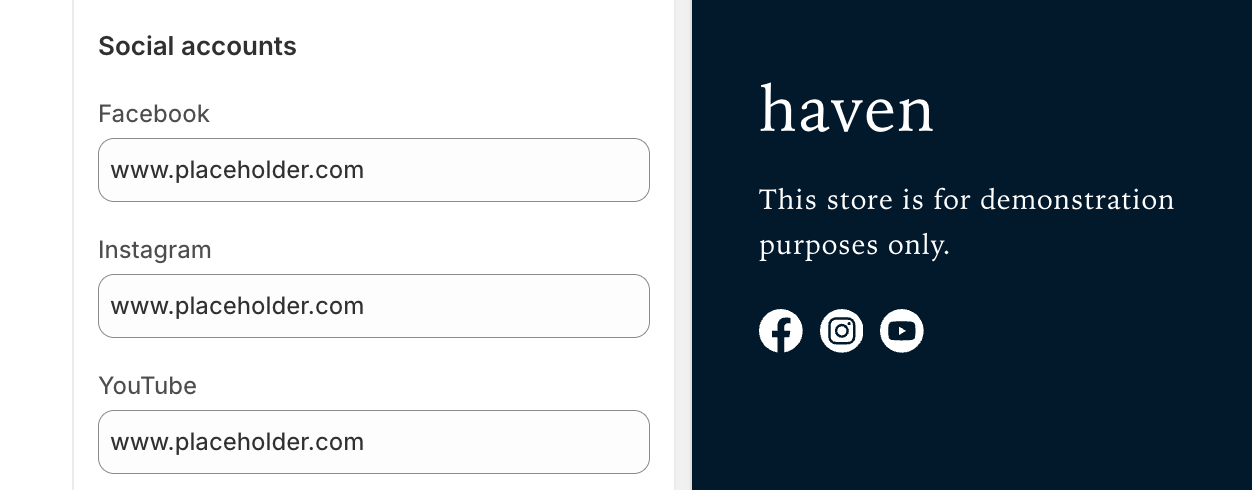 Social accounts
Facebook
www.placeholder.com
Instagram
www.placeholder.com
YouTube
www.placeholder.com
haven
This store is for demonstration
purposes only.